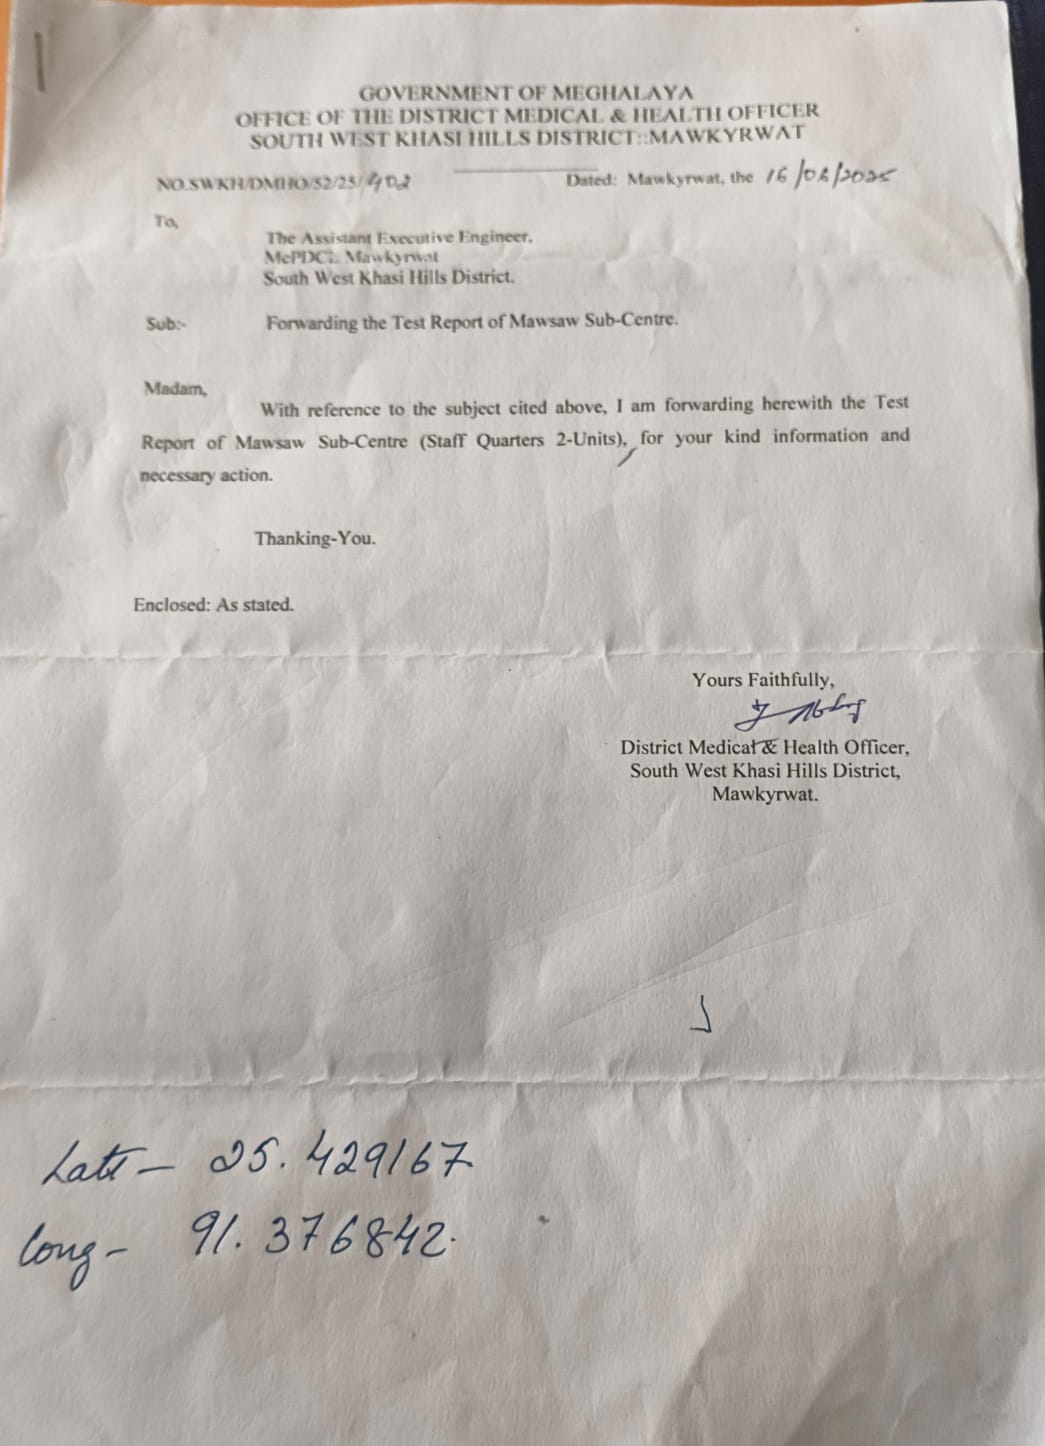 GOVERNMENT OF MEGHALAYA
OFFICE OF THE DISTRICT MEDICAL & HEALTH OFFICER
SOUTH WEST KHASI HILLS DISTRICT::MAWKYRWAT
NO.SWKH/DMHO/52/25/402 Dated: Mawkyrwat, the 16/06/2025
To,
The Assistant Executive Engineer,
MePDCL Mawkyrwat
South West Khasi Hills District.
Sub:- Forwarding the Test Report of Mawsaw Sub-Centre.
Madam,
With reference to the subject cited above, I am forwarding herewith the Test
Report of Mawsaw Sub-Centre (Staff Quarters 2-Units), for your kind information and
necessary action.
Thanking-You.
Enclosed: As stated.
Yours Faithfully,
District Medical & Health Officer,
South West Khasi Hills District,
Mawkyrwat.
Latt - 25.429167
long - 91.376842.